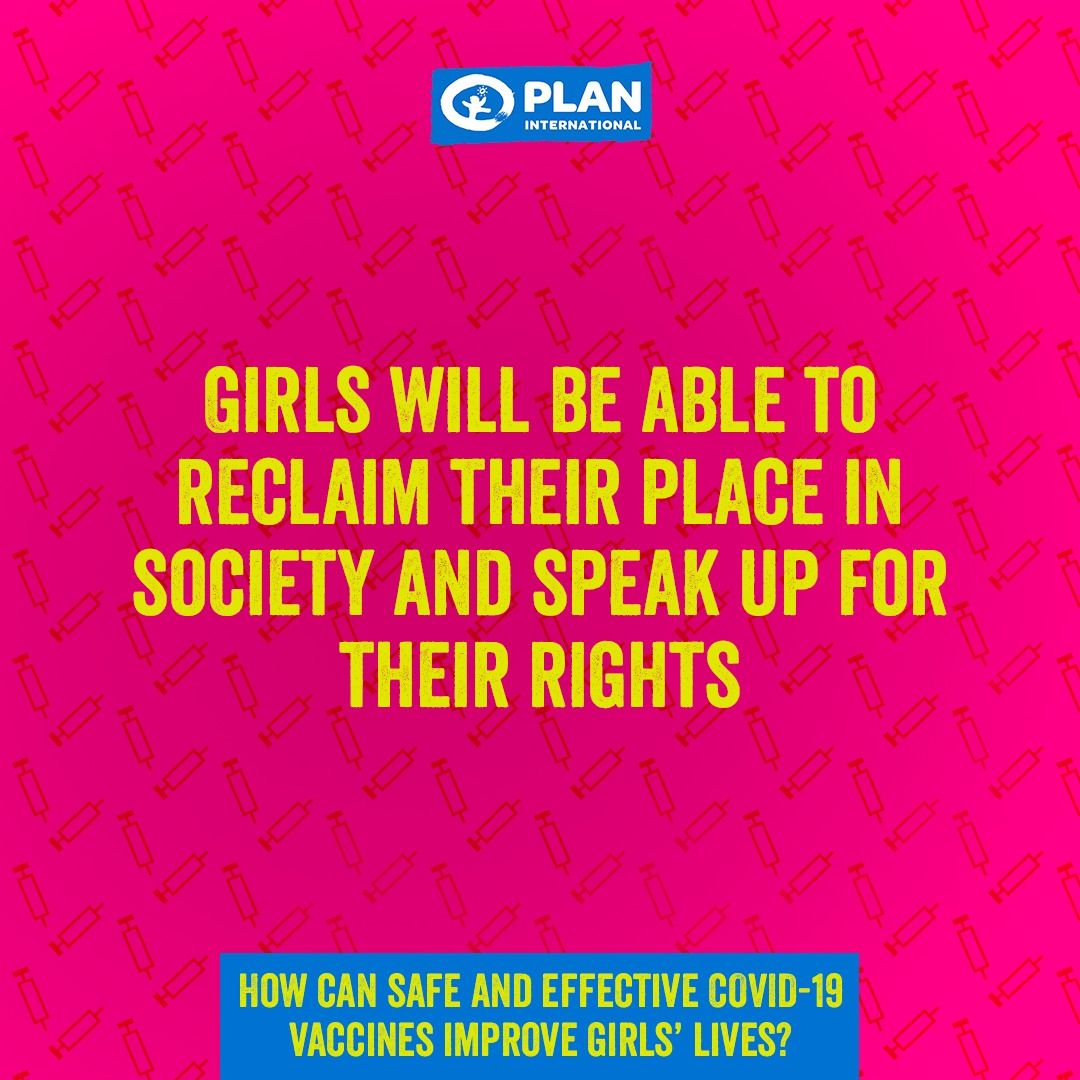 PLAN
INTERNATIONAL
GIRLS WILL BE ABLE TO
RECLAIM THEIR PLACE IN
SOCIETY AND SPEAK UP FOR
THEIR RIGHTS
HOW CAN SAFE AND EFFECTIVE COVID-19
VACCINES IMPROVE GIRLS’ LIVES?